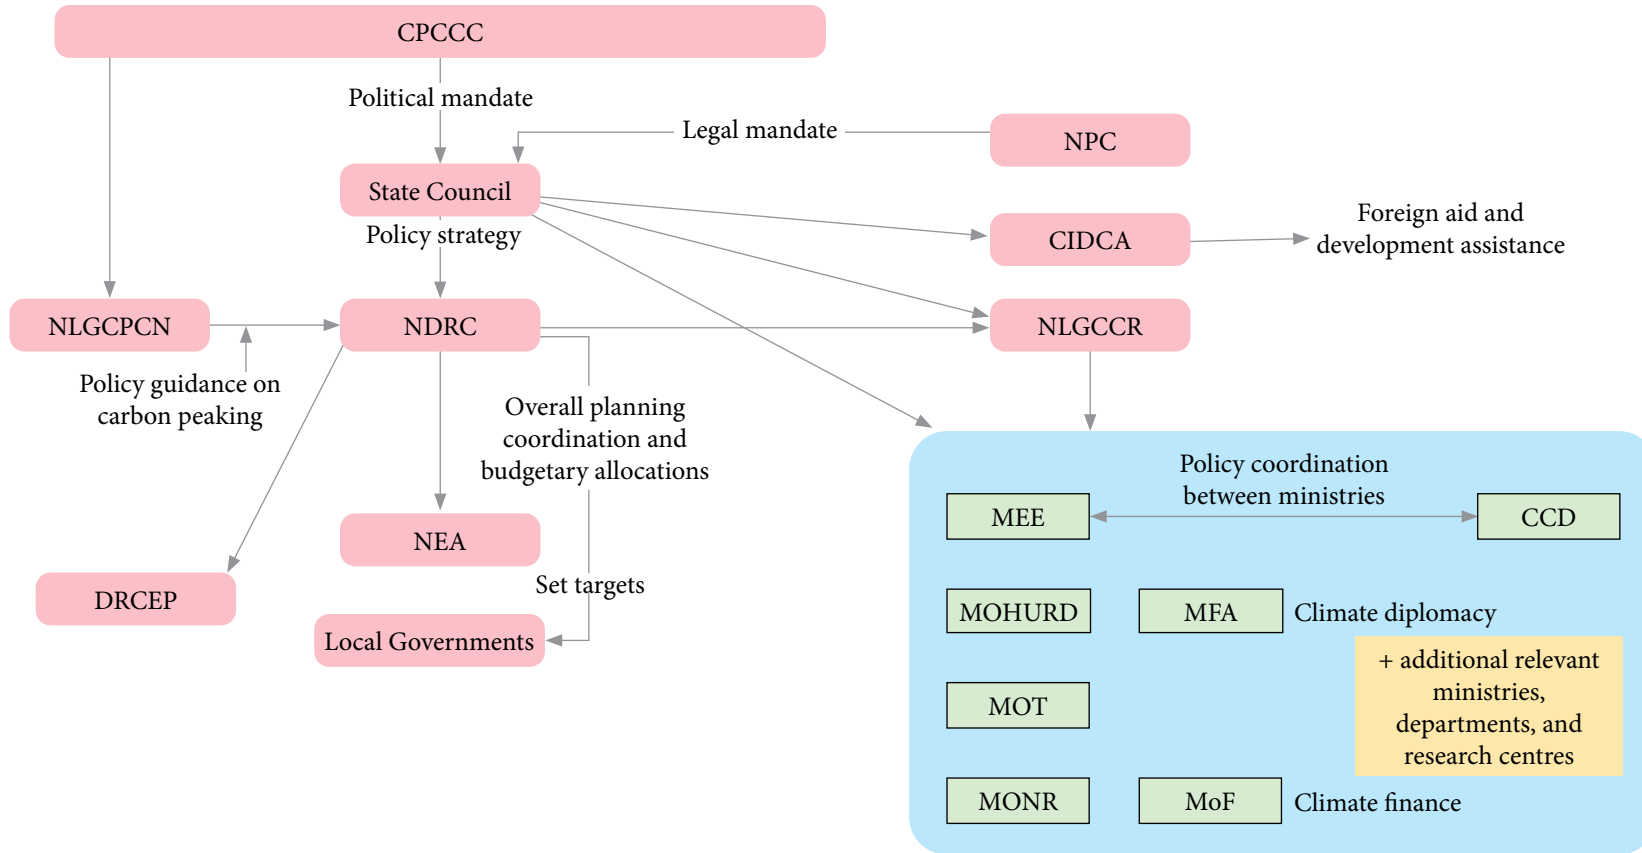 CPCCC
Political mandate
Legal mandate
NPC
State Council
Policy strategy
CIDCA
Foreign aid and
development assistance
NLGCPCN
NDRC
NLGCCR
Policy guidance on
carbon peaking
Overall planning
coordination and
budgetary allocations
NEA
Set targets
DRCEP
Local Governments
Policy coordination
between ministries
MEE
CCD
MOHURD
MFA
Climate diplomacy
+ additional relevant
ministries,
departments, and
research centres
MOT
MONR
MoF
Climate finance